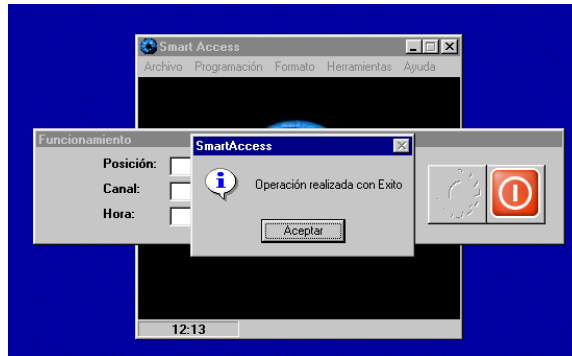 Smart Access
Archivo Programación Formato Herramientas Ayuda
Funcionamiento
SmartAccess
Posición:
Canal:
Hora:
Operación realizada con Exito
Aceptar
12:13